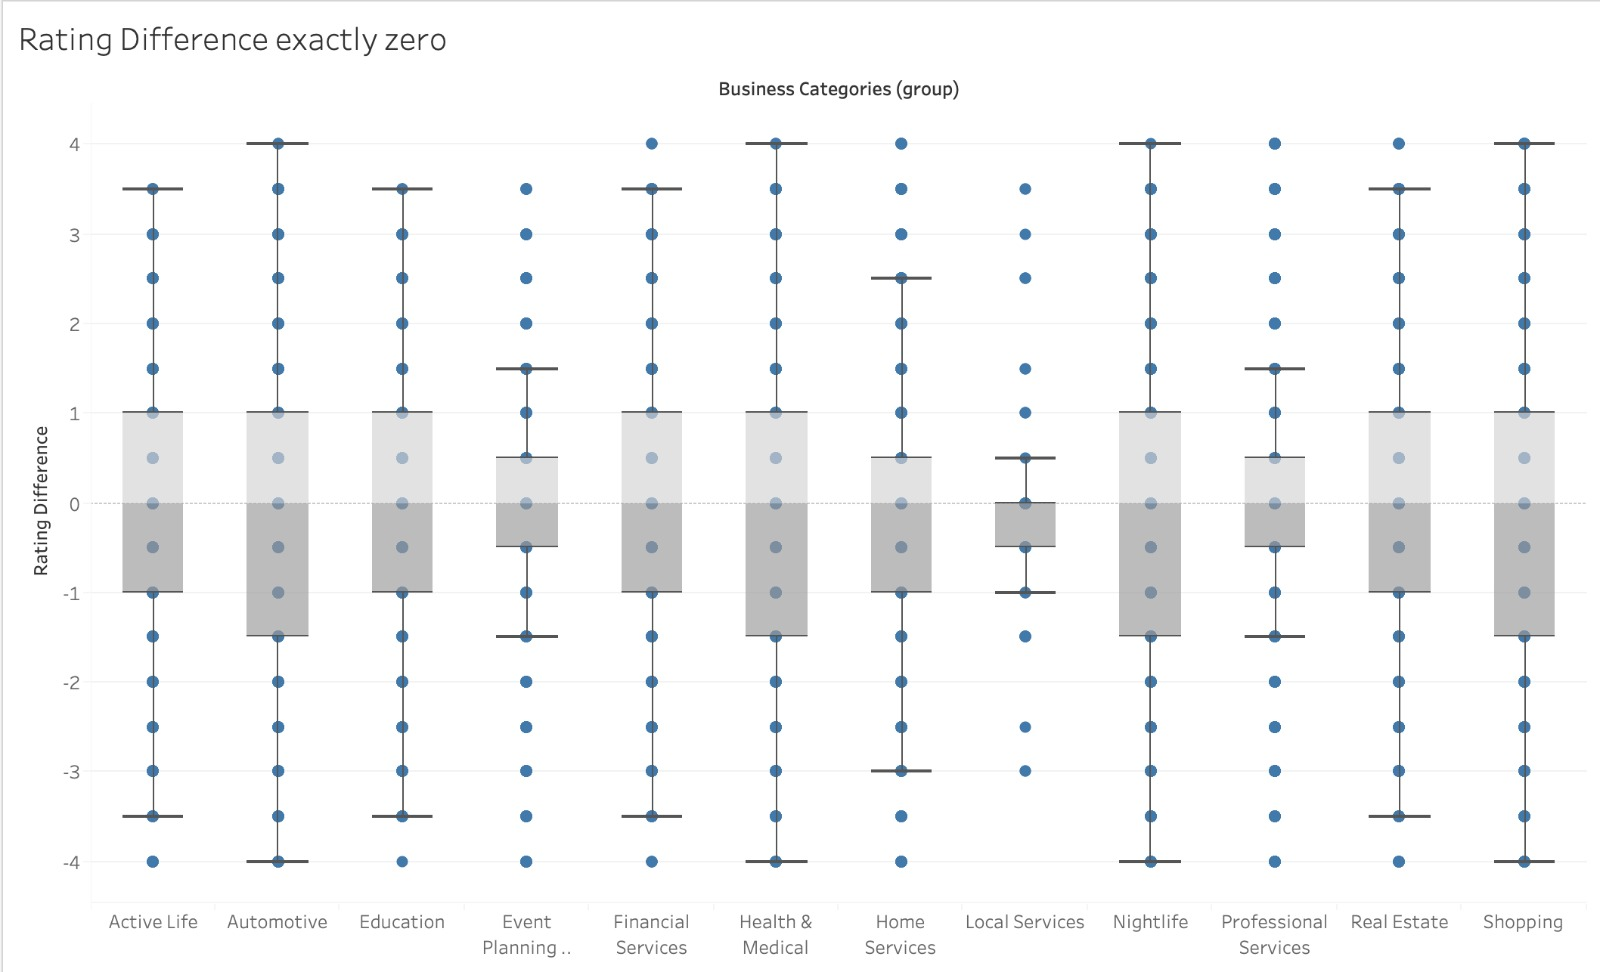 Rating Difference exactly zero
Business Categories (group)
Rating Difference
4
3
2
1
0
-1
-2
-3
-4
Active Life
Automotive
Education
Event
Planning ..
Financial
Services
Health &
Medical
Home
Services
Local Services
Nightlife
Professional
Services
Real Estate
Shopping